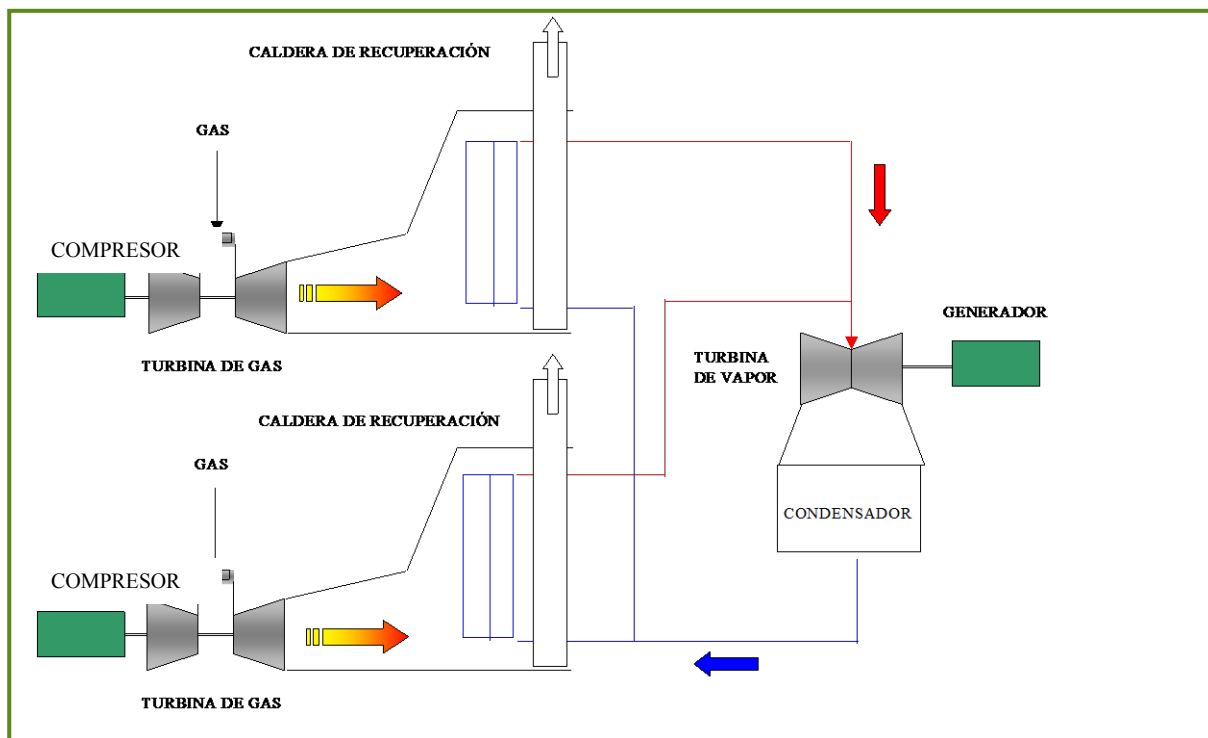 CALDERA DE RECUPERACIÓN
GAS
COMPRESOR
TURBINA DE GAS
GENERADOR
TURBINA
DE VAPOR
CALDERA DE RECUPERACIÓN
GAS
CONDENSADOR
COMPRESOR
TURBINA DE GAS